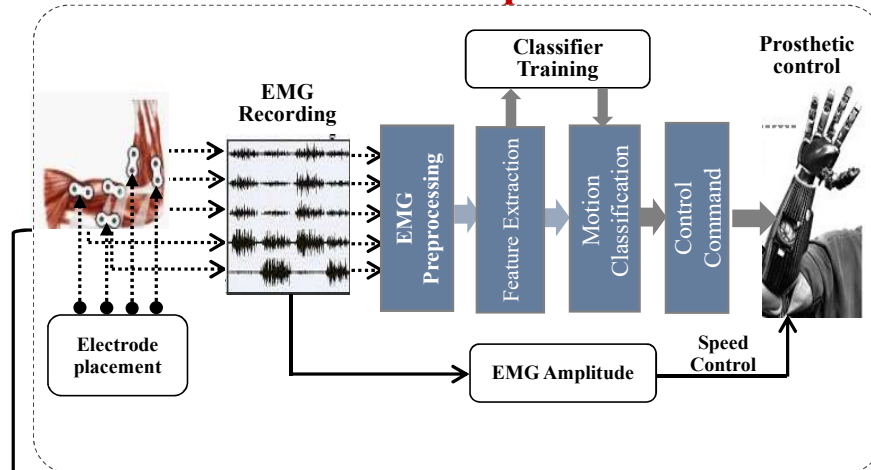 Classifier
Training
Prosthetic
control
EMG
Recording
EMG
Preprocessing
Feature Extraction
Motion
Classification
Control
Command
Electrode
placement
EMG Amplitude
Speed
Control